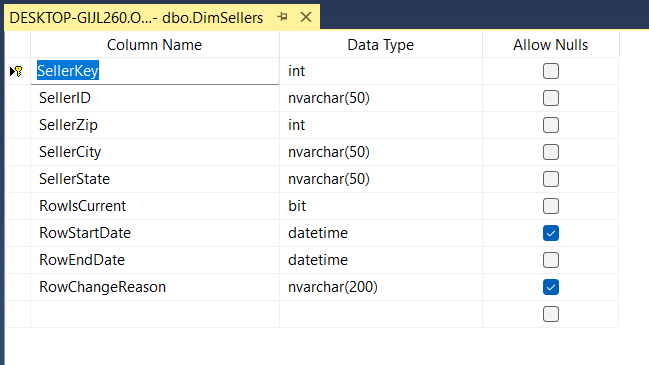 DESKTOP-GIJL260.O...- dbo.DimSellers
Column Name Data Type Allow Nulls
SellerKey int
SellerID nvarchar(50)
SellerZip int
SellerCity nvarchar(50)
SellerState nvarchar(50)
RowIsCurrent bit
RowStartDate datetime
RowEndDate datetime
RowChangeReason nvarchar(200)